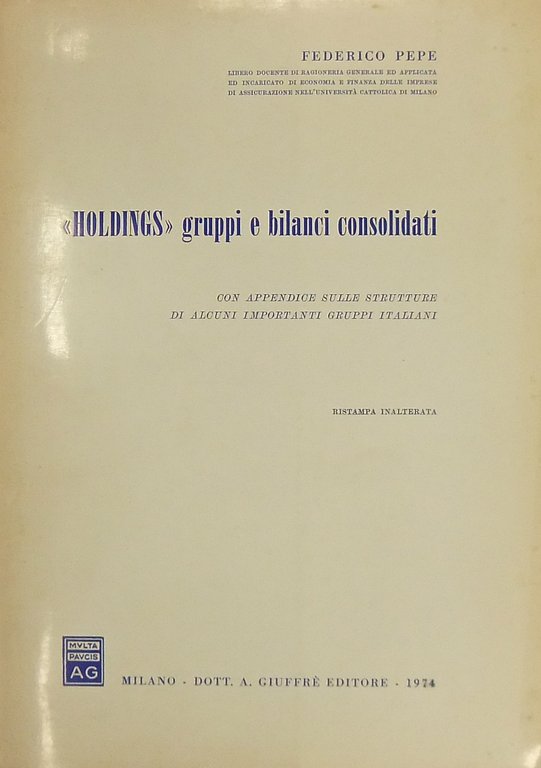 FEDERICO PEPE
LIBERO DOCENTE DI RAGIONERIA GENERALE ED APPLICATA
ED INCARICATO DI ECONOMIA E FINANZA DELLE IMPRESE
DI ASSICURAZIONE NELL'UNIVERSITÀ CATTOLICA DI MILANO
«HOLDINGS» gruppi e bilanci consolidati
CON APPENDICE SULLE STRUTTURE
DI ALCUNI IMPORTANTI GRUPPI ITALIANI
RISTAMPA INALTERATA
MVLTA
PAVCIS
AG
MILANO - DOTT. A. GIUFFRÈ EDITORE - 1974